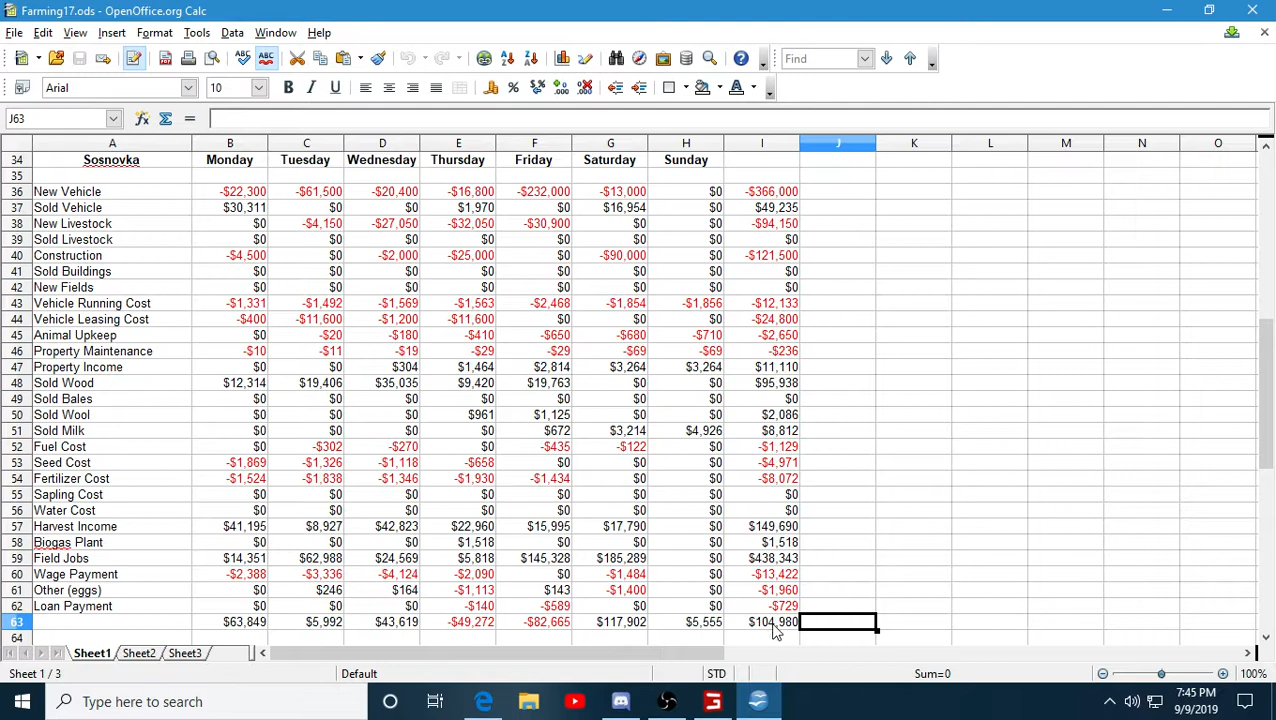 Farming17.ods - OpenOffice.org Calc
File Edit View Insert Format Tools Data Window Help
Find
Arial 10
J63
A B C D E F G H I J K L M N O
34 Sosnovka Monday Tuesday Wednesday Thursday Friday Saturday Sunday
35
36 New Vehicle -$22,300 -$61,500 -$20,400 -$16,800 -$232,000 -$13,000 $0 -$366,000
37 Sold Vehicle $30,311 $0 $0 $1,970 $0 $16,954 $0 $49,235
38 New Livestock $0 -$4,150 -$27,050 -$32,050 -$30,900 $0 $0 -$94,150
39 Sold Livestock $0 $0 $0 $0 $0 $0 $0 $0
40 Construction -$4,500 $0 -$2,000 -$25,000 $0 -$90,000 $0 -$121,500
41 Sold Buildings $0 $0 $0 $0 $0 $0 $0 $0
42 New Fields $0 $0 $0 $0 $0 $0 $0 $0
43 Vehicle Running Cost -$1,331 -$1,492 -$1,569 -$1,563 -$2,468 -$1,854 -$1,856 -$12,133
44 Vehicle Leasing Cost -$400 -$11,600 -$1,200 -$11,600 $0 $0 $0 -$24,800
45 Animal Upkeep $0 -$20 -$180 -$410 -$650 -$680 -$710 -$2,650
46 Property Maintenance -$10 -$11 -$19 -$29 -$29 -$69 -$69 -$236
47 Property Income $0 $0 $304 $1,464 $2,814 $3,264 $3,264 $11,110
48 Sold Wood $12,314 $19,406 $35,035 $9,420 $19,763 $0 $0 $95,938
49 Sold Bales $0 $0 $0 $0 $0 $0 $0 $0
50 Sold Wool $0 $0 $0 $961 $1,125 $0 $0 $2,086
51 Sold Milk $0 $0 $0 $0 $672 $3,214 $4,926 $8,812
52 Fuel Cost $0 -$302 -$270 $0 -$435 -$122 $0 -$1,129
53 Seed Cost -$1,869 -$1,326 -$1,118 -$658 $0 $0 $0 -$4,971
54 Fertilizer Cost -$1,524 -$1,838 -$1,346 -$1,930 -$1,434 $0 $0 -$8,072
55 Sapling Cost $0 $0 $0 $0 $0 $0 $0 $0
56 Water Cost $0 $0 $0 $0 $0 $0 $0 $0
57 Harvest Income $41,195 $8,927 $42,823 $22,960 $15,995 $17,790 $0 $149,690
58 Biogas Plant $0 $0 $0 $1,518 $0 $0 $0 $1,518
59 Field Jobs $14,351 $62,988 $24,569 $5,818 $145,328 $185,289 $0 $438,343
60 Wage Payment -$2,388 -$3,336 -$4,124 -$2,090 $0 -$1,484 $0 -$13,422
61 Other (eggs) $0 $246 $164 -$1,113 $143 -$1,400 $0 -$1,960
62 Loan Payment $0 $0 $0 -$140 -$589 $0 $0 -$729
63 $63,849 $5,992 $43,619 -$49,272 -$82,665 $117,902 $5,555 $104,980
64
Sheet1 Sheet2 Sheet3
Sheet 1 / 3 Default STD Sum=0 100%
Type here to search
7:45 PM
9/9/2019